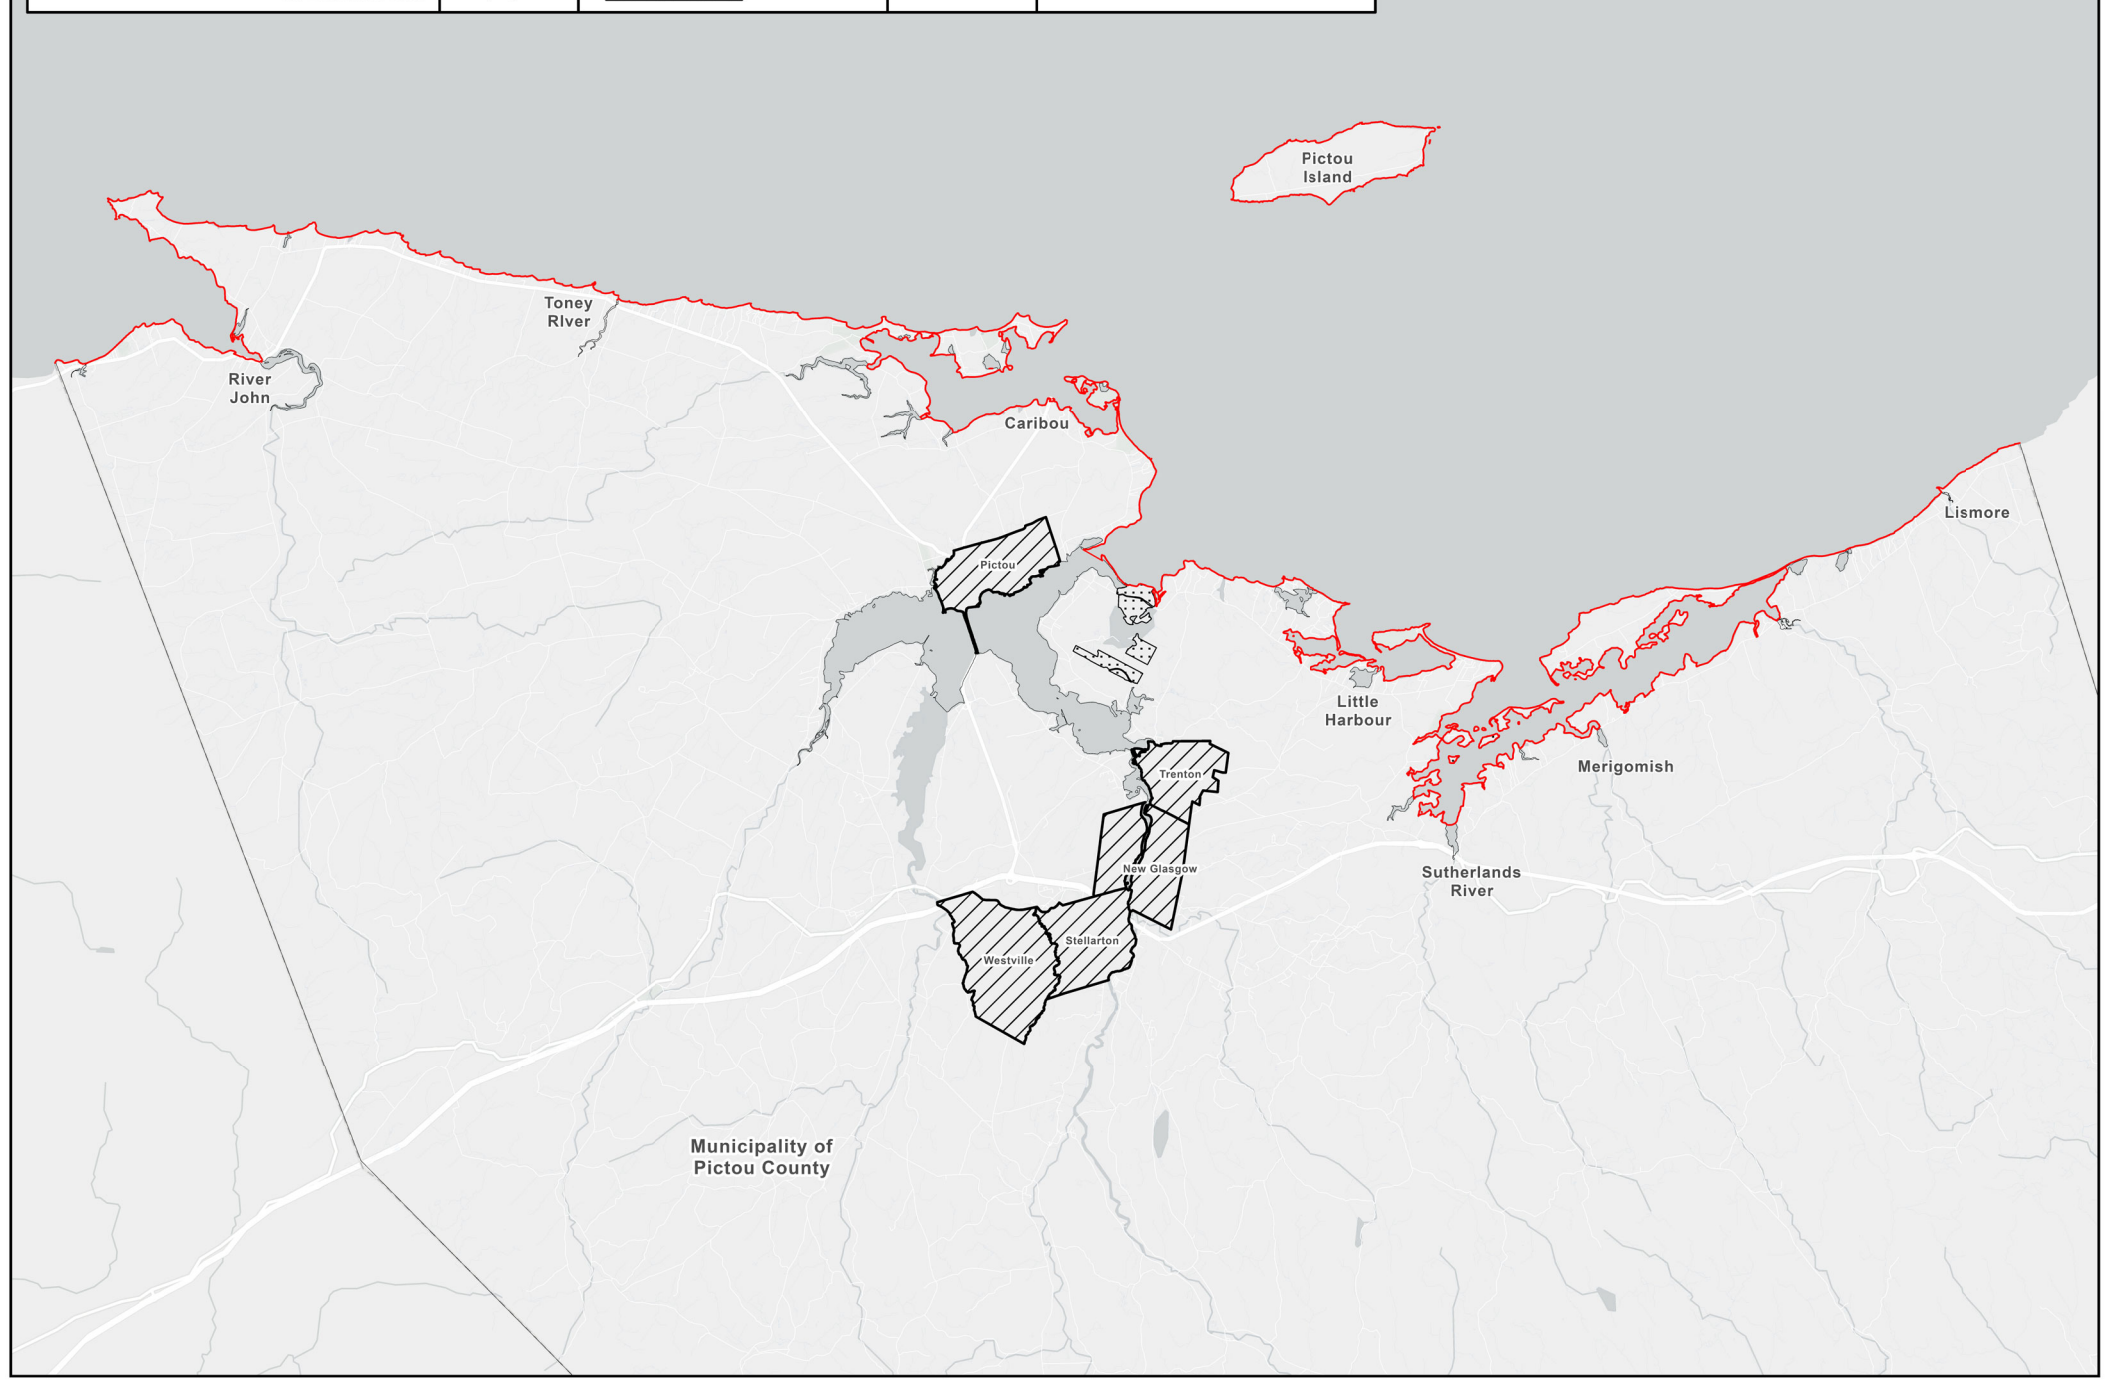 Pictou
Island
Toney
RIver
River
John
Caribou
Lismore
Pictou
Little
Harbour
Merigomish
Trenton
New Glasgow
Sutherlands
River
Stellarton
Westville
Municipality of
Pictou County